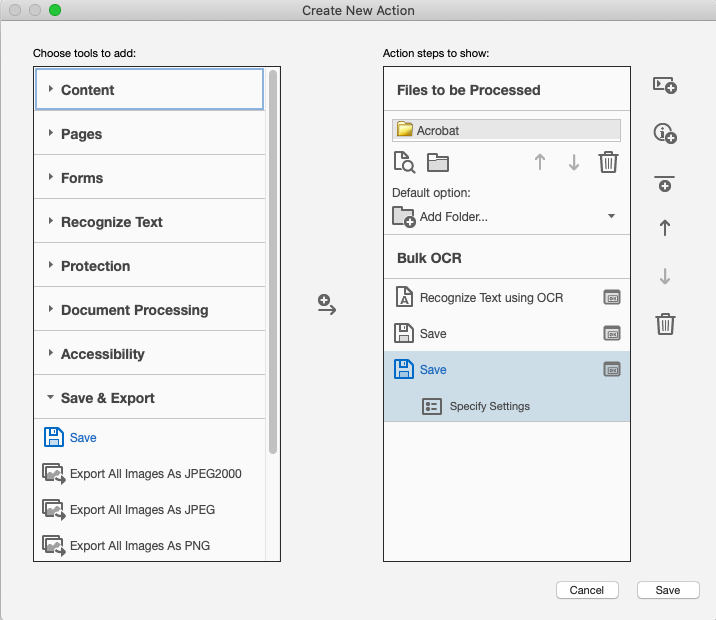 Create New Action
Choose tools to add:
Content
Pages
Forms
Recognize Text
Protection
Document Processing
Accessibility
Save & Export
Save
Export All Images As JPEG2000
Export All Images As JPEG
Export All Images As PNG
Action steps to show:
Files to be Processed
Acrobat
Default option:
Add Folder...
Bulk OCR
Recognize Text using OCR
Save
Save
Specify Settings
Cancel
Save